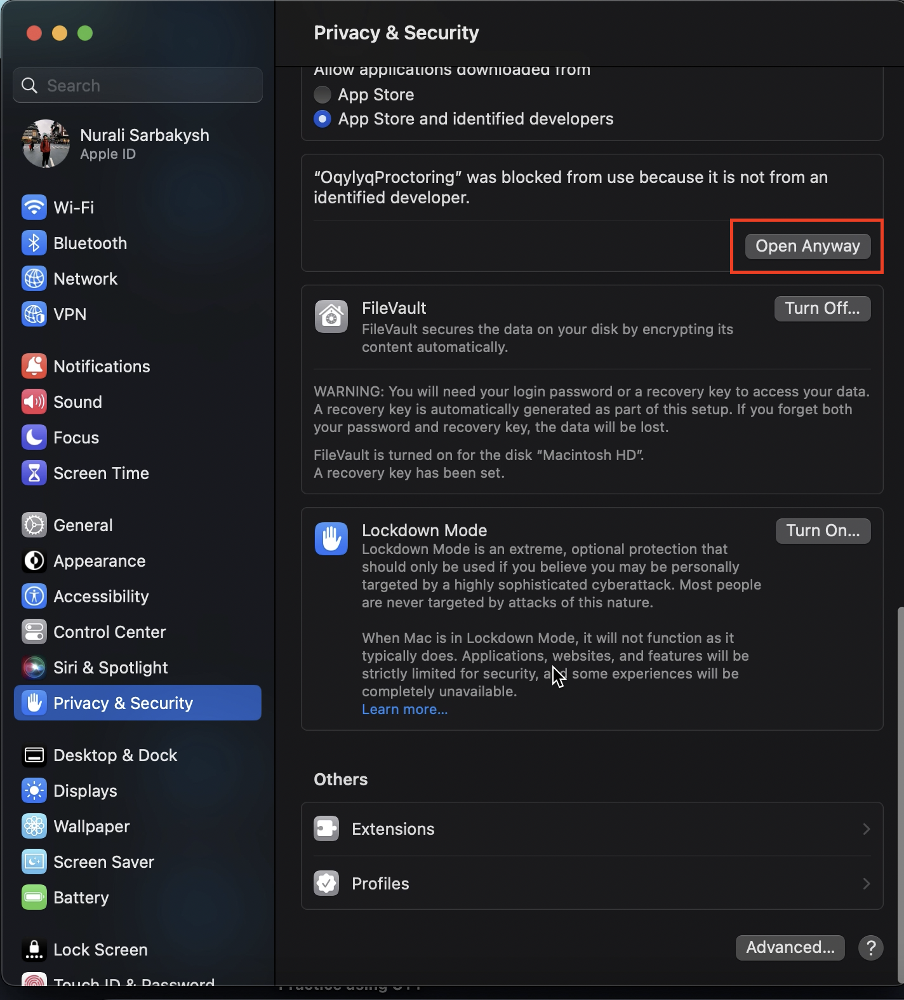 Privacy & Security
Search
Nurali Sarbakysh
Apple ID
Wi-Fi
Bluetooth
Network
VPN
Notifications
Sound
Focus
Screen Time
General
Appearance
Accessibility
Control Center
Siri & Spotlight
Privacy & Security
Desktop & Dock
Displays
Wallpaper
Screen Saver
Battery
Lock Screen
Touch ID & Password
Allow applications downloaded from
App Store
App Store and identified developers
“OqylyqProctoring” was blocked from use because it is not from an
identified developer.
Open Anyway
FileVault
Turn Off...
FileVault secures the data on your disk by encrypting its
content automatically.
WARNING: You will need your login password or a recovery key to access your data.
A recovery key is automatically generated as part of this setup. If you forget both
your password and recovery key, the data will be lost.
FileVault is turned on for the disk “Macintosh HD”.
A recovery key has been set.
Lockdown Mode
Turn On...
Lockdown Mode is an extreme, optional protection that
should only be used if you believe you may be personally
targeted by a highly sophisticated cyberattack. Most people
are never targeted by attacks of this nature.
When Mac is in Lockdown Mode, it will not function as it
typically does. Applications, websites, and features will be
strictly limited for security, and some experiences will be
completely unavailable.
Learn more...
Others
Extensions
Profiles
Advanced...
?
Practice using